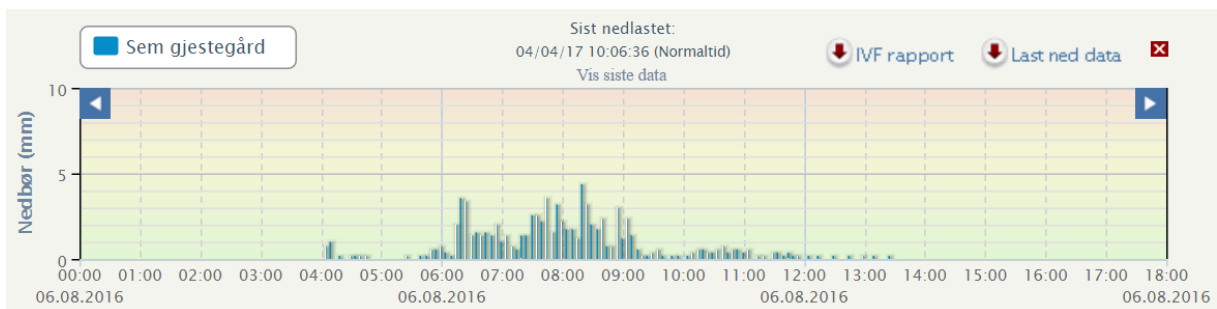 Sem gjestegård
Sist nedlastet:
04/04/17 10:06:36 (Normaltid)
Vis siste data
IVF rapport
Last ned data
Nedbør (mm)
10
5
0
00:00 01:00 02:00 03:00 04:00 05:00 06:00 07:00 08:00 09:00 10:00 11:00 12:00 13:00 14:00 15:00 16:00 17:00 18:00
06.08.2016 06.08.2016 06.08.2016 06.08.2016